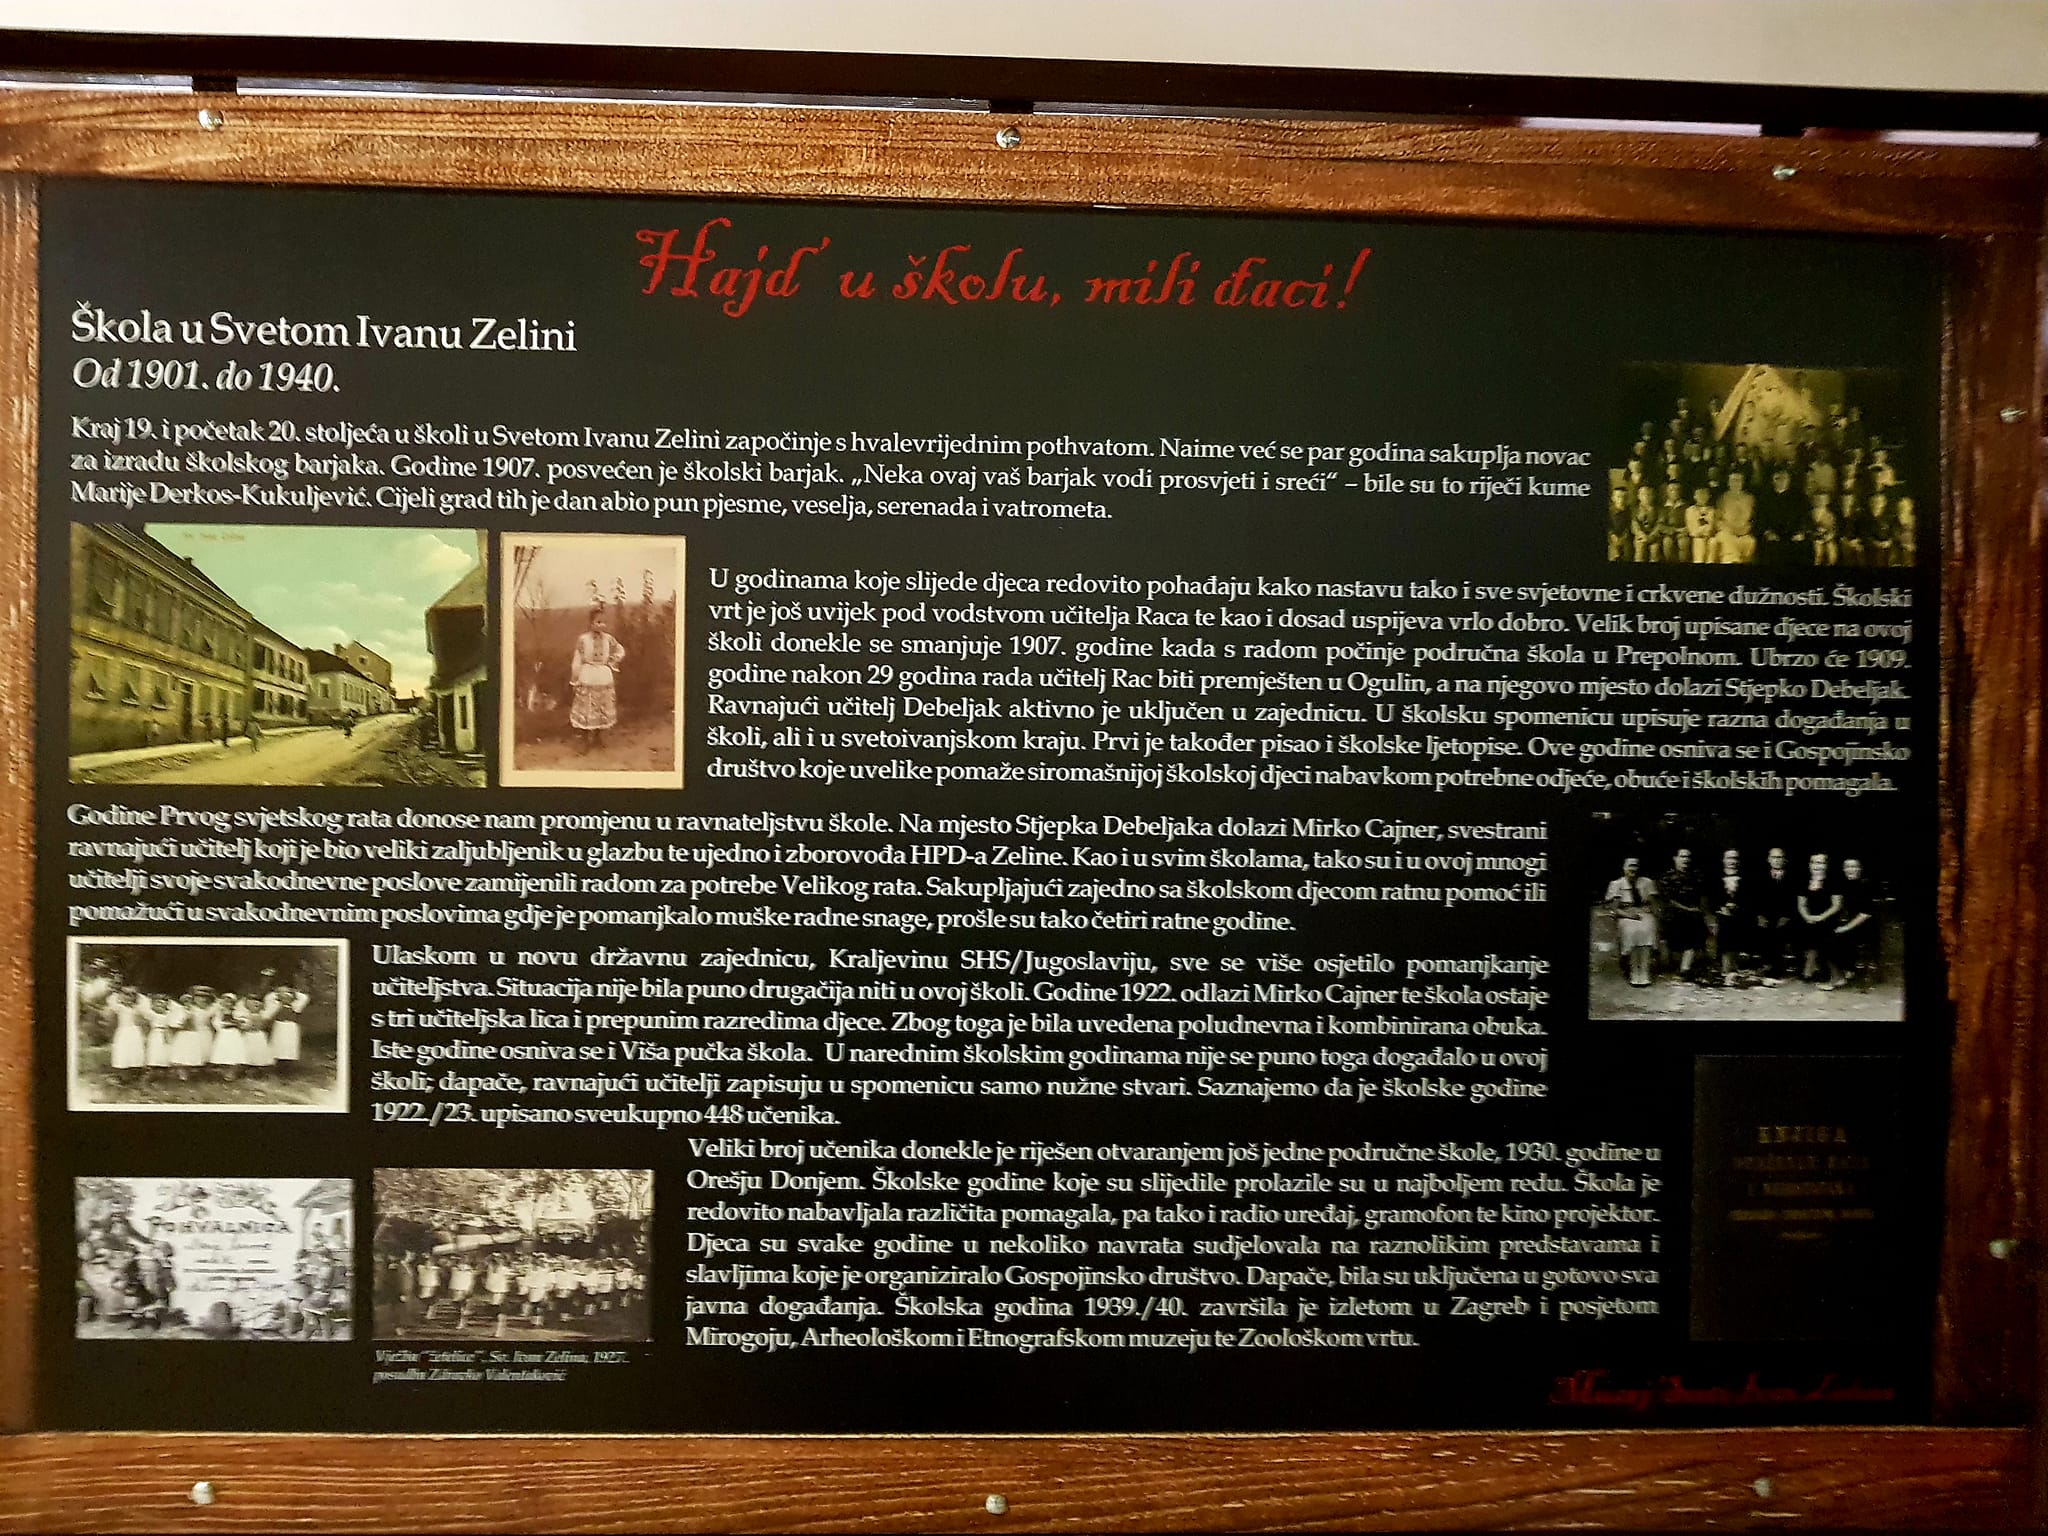 Hajd' u školu, mili đaci!
Škola u Svetom Ivanu Zelini
Od 1901. do 1940.
Kraj 19. i početak 20. stoljeća u školi u Svetom Ivanu Zelini započinje s hvalevrijednim pothvatom. Naime već se par godina sakuplja novac
za izradu školskog barjaka. Godine 1907. posvećen je školski barjak. „Neka ovaj vaš barjak vodi prosvjeti i sreći“ – bile su to riječi kume
Marije Derkos-Kukuljević. Cijeli grad tih je dan abio pun pjesme, veselja, serenada i vatrometa.
U godinama koje slijede djeca redovito pohađaju kako nastavu tako i sve svjetovne i crkvene dužnosti. Školski
vrt je još uvijek pod vodstvom učitelja Raca te kao i dosad uspijeva vrlo dobro. Velik broj upisane djece na ovoj
školi donekle se smanjuje 1907. godine kada s radom počinje područna škola u Prepolnom. Ubrzo će 1909.
godine nakon 29 godina rada učitelj Rac biti premješten u Ogulin, a na njegovo mjesto dolazi Stjepko Debeljak.
Ravnajući učitelj Debeljak aktivno je uključen u zajednicu. U školsku spomenicu upisuje razna događanja u
školi, ali i u svetoivanjskom kraju. Prvi je također pisao i školske ljetopise. Ove godine osniva se i Gospojinsko
društvo koje uvelike pomaže siromašnijoj školskoj djeci nabavkom potrebne odjeće, obuće i školskih pomagala.
Godine Prvog svjetskog rata donose nam promjenu u ravnateljstvu škole. Na mjesto Stjepka Debeljaka dolazi Mirko Cajner, svestrani
ravnajući učitelj koji je bio veliki zaljubljenik u glazbu te ujedno i zborovođa HPD-a Zeline. Kao i u svim školama, tako su i u ovoj mnogi
učitelji svoje svakodnevne poslove zamijenili radom za potrebe Velikog rata. Sakupljajući zajedno sa školskom djecom ratnu pomoć ili
pomažući u svakodnevnim poslovima gdje je pomanjkalo muške radne snage, prošle su tako četiri ratne godine.
Ulaskom u novu državnu zajednicu, Kraljevinu SHS/Jugoslaviju, sve se više osjetilo pomanjkanje
učiteljstva. Situacija nije bila puno drugačija niti u ovoj školi. Godine 1922. odlazi Mirko Cajner te škola ostaje
s tri učiteljska lica i prepunim razredima djece. Zbog toga je bila uvedena poludnevna i kombinirana obuka.
Iste godine osniva se i Viša pučka škola. U narednim školskim godinama nije se puno toga događalo u ovoj
školi; dapače, ravnajući učitelji zapisuju u spomenicu samo nužne stvari. Saznajemo da je školske godine
1922./23. upisano sveukupno 448 učenika.
Veliki broj učenika donekle je riješen otvaranjem još jedne područne škole, 1930. godine u
Orešju Donjem. Školske godine koje su slijedile prolazile su u najboljem redu. Škola je
redovito nabavljala različita pomagala, pa tako i radio uređaj, gramofon te kino projektor.
Djeca su svake godine u nekoliko navrata sudjelovala na raznolikim predstavama i
slavljima koje je organiziralo Gospojinsko društvo. Dapače, bila su uključena u gotovo sva
javna događanja. Školska godina 1939./40. završila je izletom u Zagreb i posjetom
Mirogoju, Arheološkom i Etnografskom muzeju te Zoološkom vrtu.
POHVALNICA
Sv. Ivan Zelina, 1927.
posudba Zdravko Valentaković
KNJIGA
Muzej Sveti Ivan Zelina